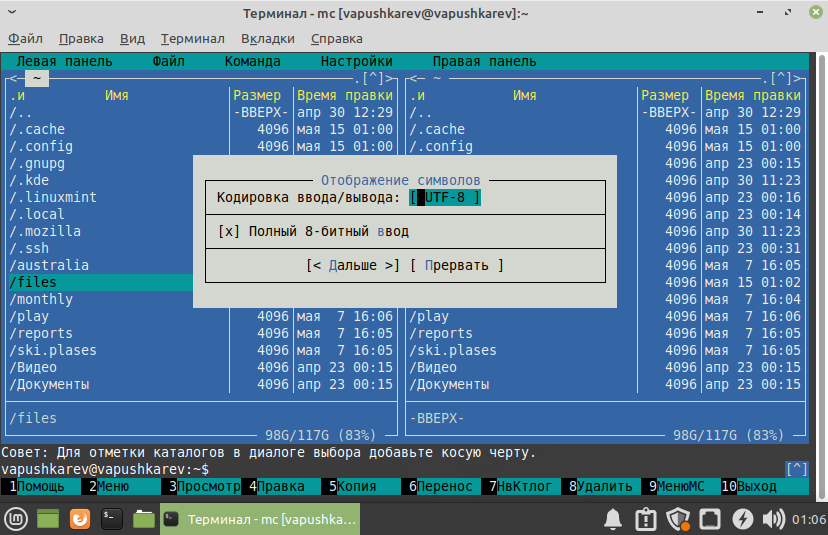 Терминал - mc [vapushkarev@vapushkarev]:~
Файл Правка Вид Терминал Вкладки Справка
Левая панель Файл Команда Настройки Правая панель
<─ ~ ─.[^]> <─ ~ ─.[^]>
.и Имя Размер Время правки .и Имя Размер Время правки
/.. -ВВЕРХ- апр 30 12:29 /.. -ВВЕРХ- апр 30 12:29
/.cache 4096 мая 15 01:00 /.cache 4096 мая 15 01:00
/.config 4096 мая 15 01:00 /.config 4096 мая 15 01:00
/.gnupg апр 23 00:15
/.kde апр 30 11:23
/.linuxmint апр 23 00:16
/.local апр 23 00:14
/.mozilla апр 30 11:23
/.ssh апр 23 00:31
/australia мая 7 16:05
/files мая 15 01:02
/monthly мая 7 16:04
Отображение символов
Кодировка ввода/вывода: [ UTF-8 ]
[x] Полный 8-битный ввод
[< Дальше >] [ Прервать ]
/play 4096 мая 7 16:06 /play 4096 мая 7 16:06
/reports 4096 мая 7 16:05 /reports 4096 мая 7 16:05
/ski.plases 4096 мая 7 16:05 /ski.plases 4096 мая 7 16:05
/Видео 4096 апр 23 00:15 /Видео 4096 апр 23 00:15
/Документы 4096 апр 23 00:15 /Документы 4096 апр 23 00:15
/files -ВВЕРХ-
98G/117G (83%) 98G/117G (83%)
Совет: Для отметки каталогов в диалоге выбора добавьте косую черту.
vapushkarev@vapushkarev:~$ [^]
1Помощь 2Меню 3Просмотр 4Правка 5Копия 6Перенос 7НвКтлог 8Удалить 9МенюМС 10Выход
Терминал - mc [vapushka... 01:06